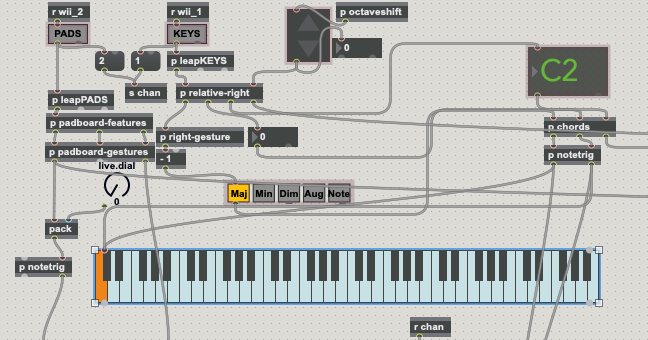 r wii_2
r wii_1
p octaveshift
PADS
KEYS
0
2
1
p leapKEYS
C2
p leapPADS
s chan
p relative-right
p padboard-features
p chords
p right-gesture
0
p padboard-gestures
- 1
p notetrig
live.dial
0
Maj
Min
Dim
Aug
Note
pack
p notetrig
r chan